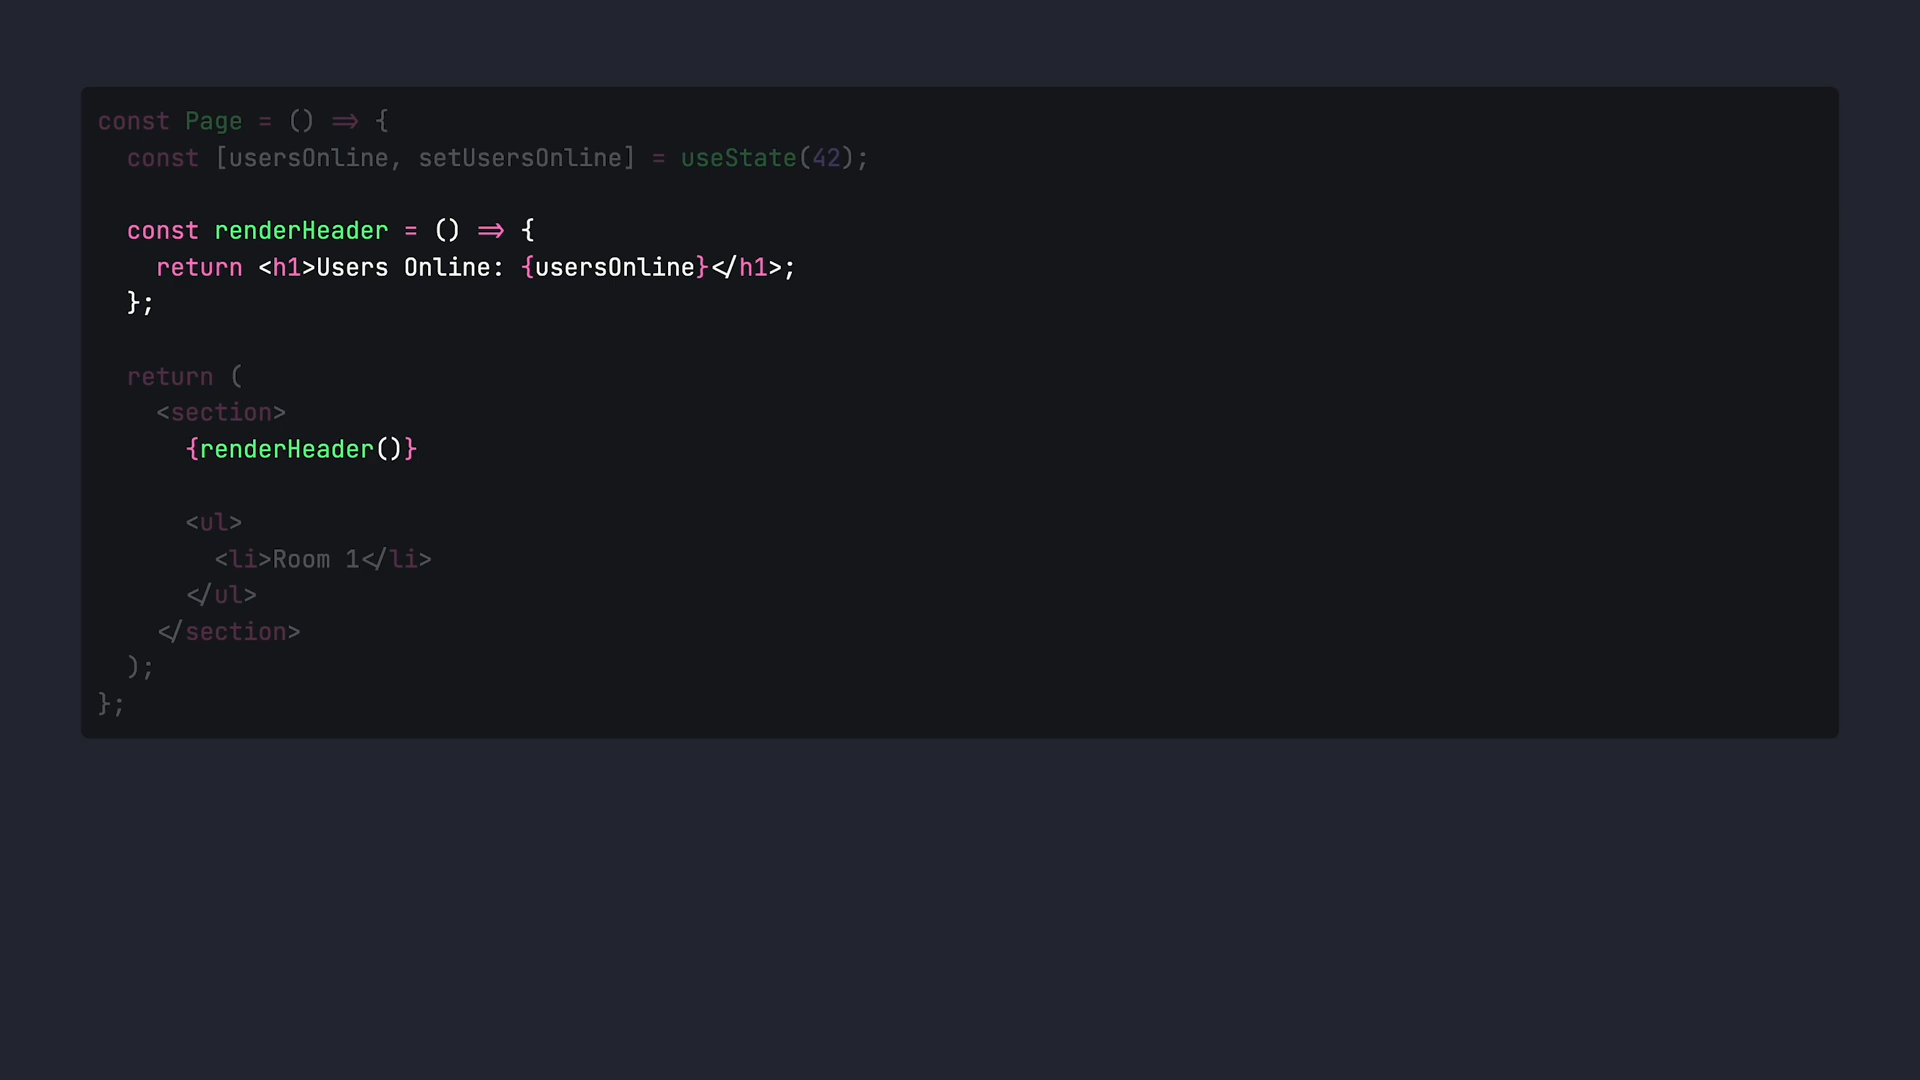 const Page = () => {
const [usersOnline, setUsersOnline] = useState(42);
const renderHeader = () => {
return <h1>Users Online: {usersOnline}</h1>;
};
return (
<section>
{renderHeader()}
<ul>
<li>Room 1</li>
</ul>
</section>
);
};